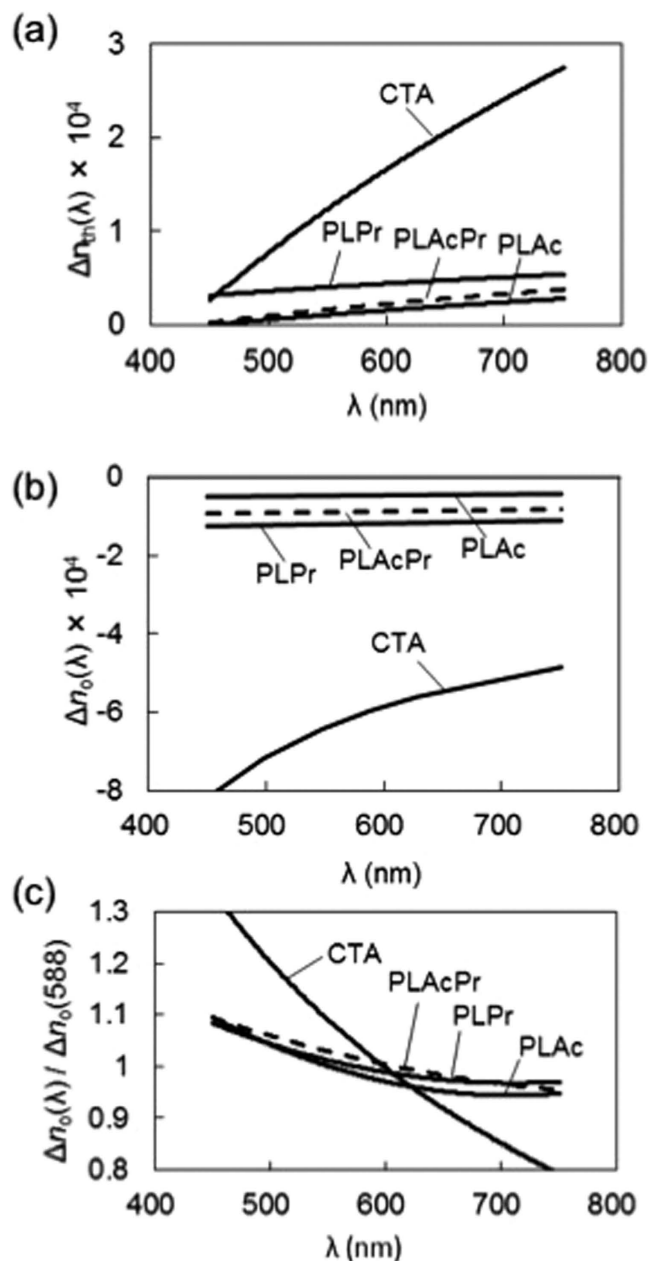 (a)
Δn_th(λ) × 10⁴
3
2
1
0
CTA
PLPr
PLAcPr
PLAc
400 500 600 700 800
λ (nm)
(b)
Δn₀(λ) × 10⁴
0
-2
-4
-6
-8
PLPr
PLAcPr
PLAc
CTA
400 500 600 700 800
λ (nm)
(c)
Δn₀(λ) / Δn₀(588)
1.3
1.2
1.1
1
0.9
0.8
CTA
PLAcPr
PLPr
PLAc
400 500 600 700 800
λ (nm)